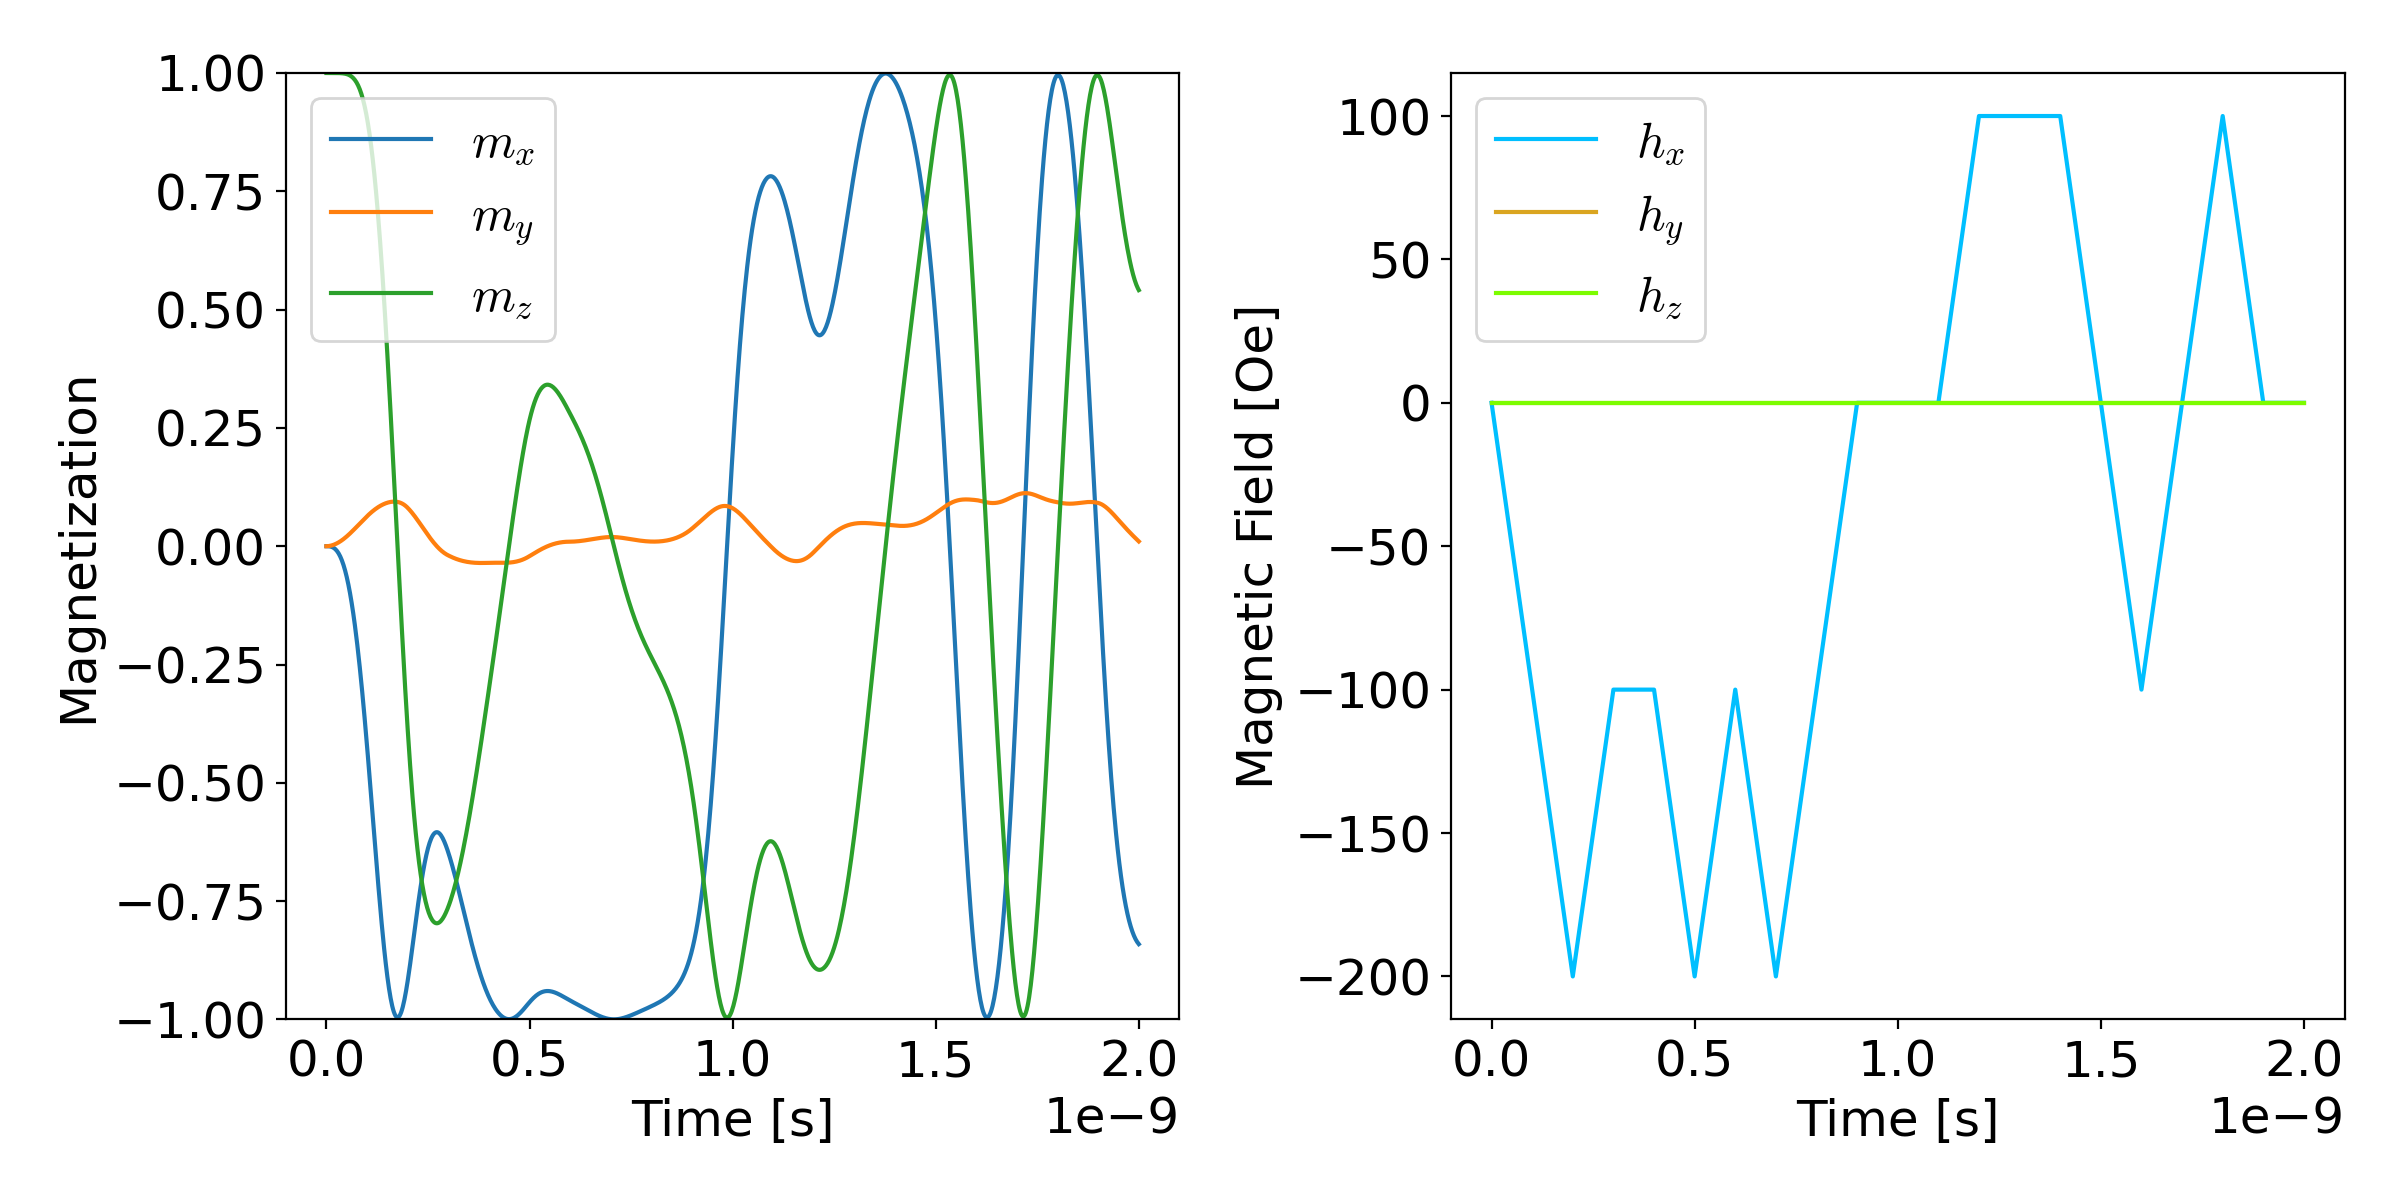 Magnetization
1.00
0.75
0.50
0.25
0.00
−0.25
−0.50
−0.75
−1.00
m_x
m_y
m_z
0.0 0.5 1.0 1.5 2.0
Time [s] 1e−9
Magnetic Field [Oe]
100
50
0
−50
−100
−150
−200
h_x
h_y
h_z
0.0 0.5 1.0 1.5 2.0
Time [s] 1e−9